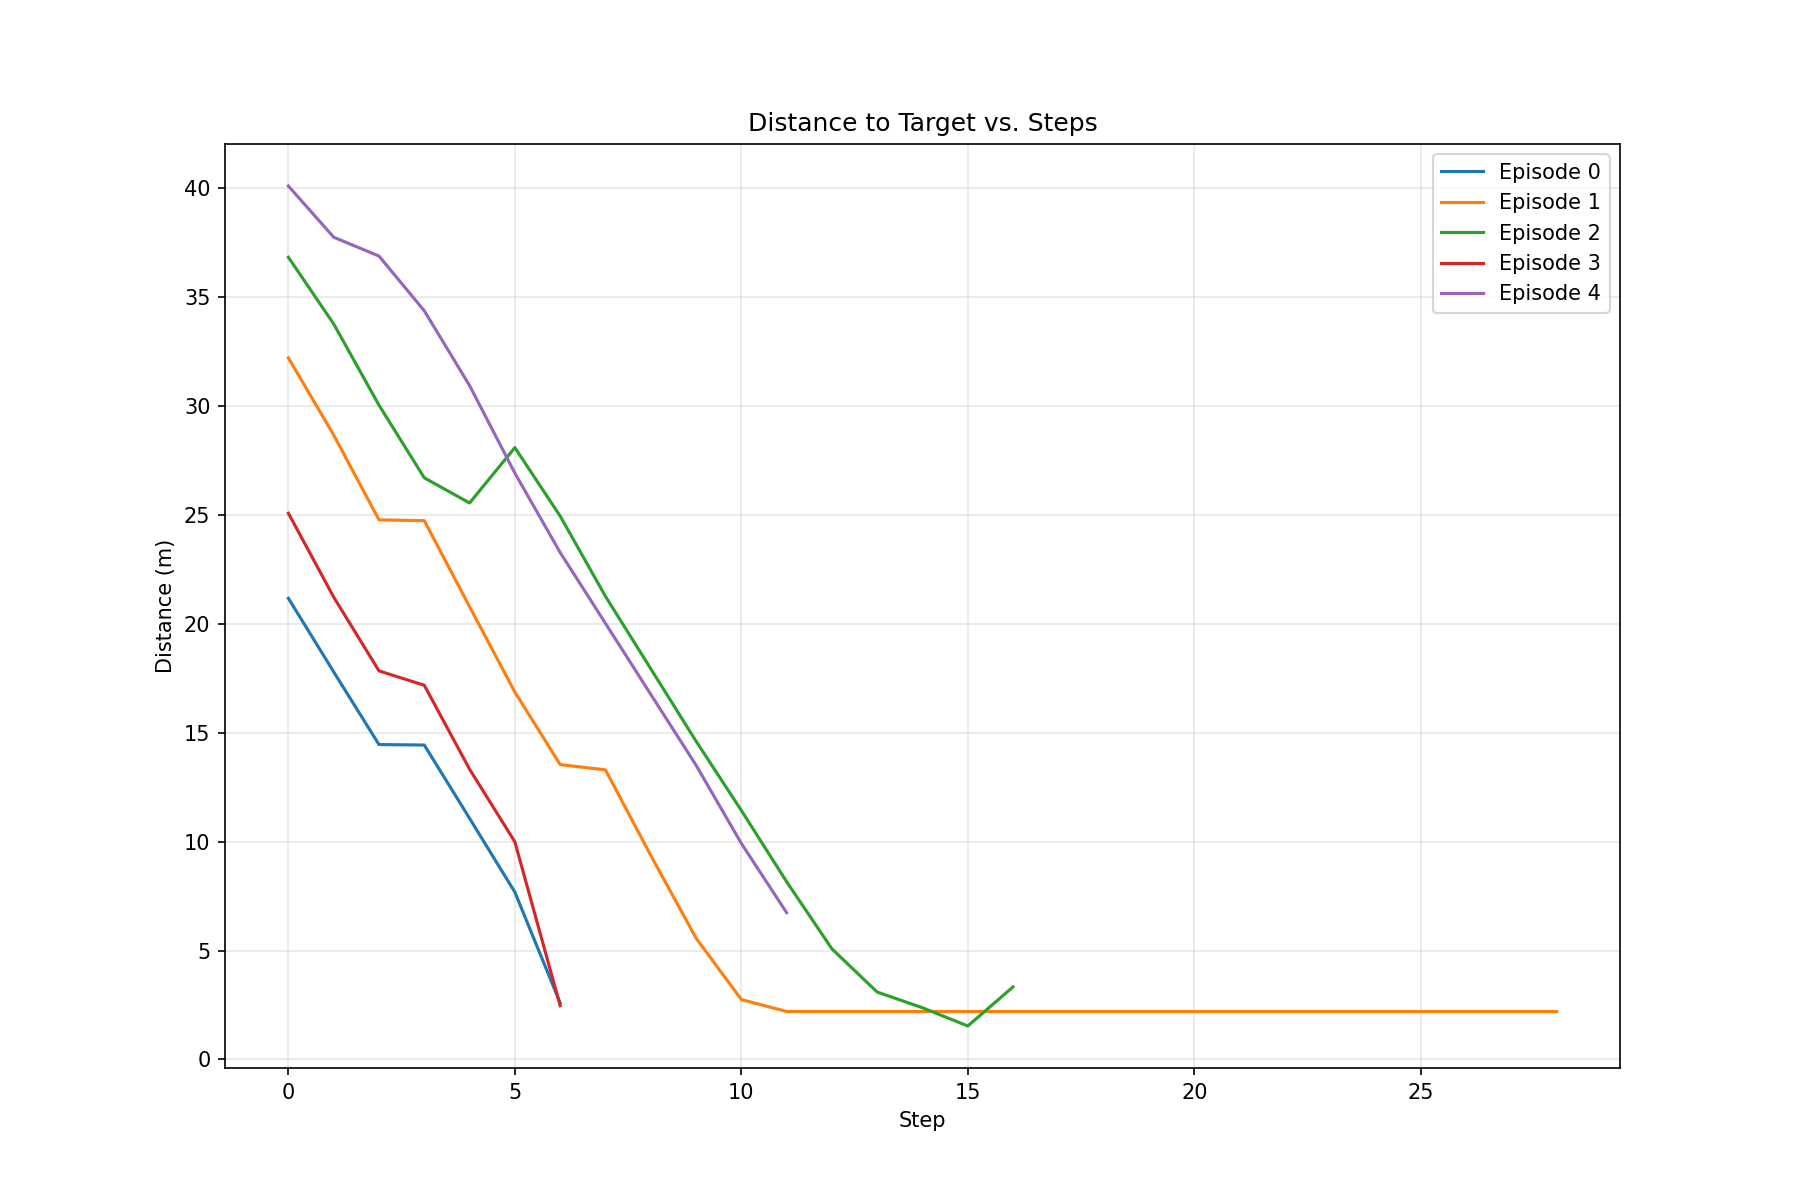 Distance to Target vs. Steps
Episode 0
Episode 1
Episode 2
Episode 3
Episode 4
40
35
30
25
20
15
10
5
0
Distance (m)
0 5 10 15 20 25
Step